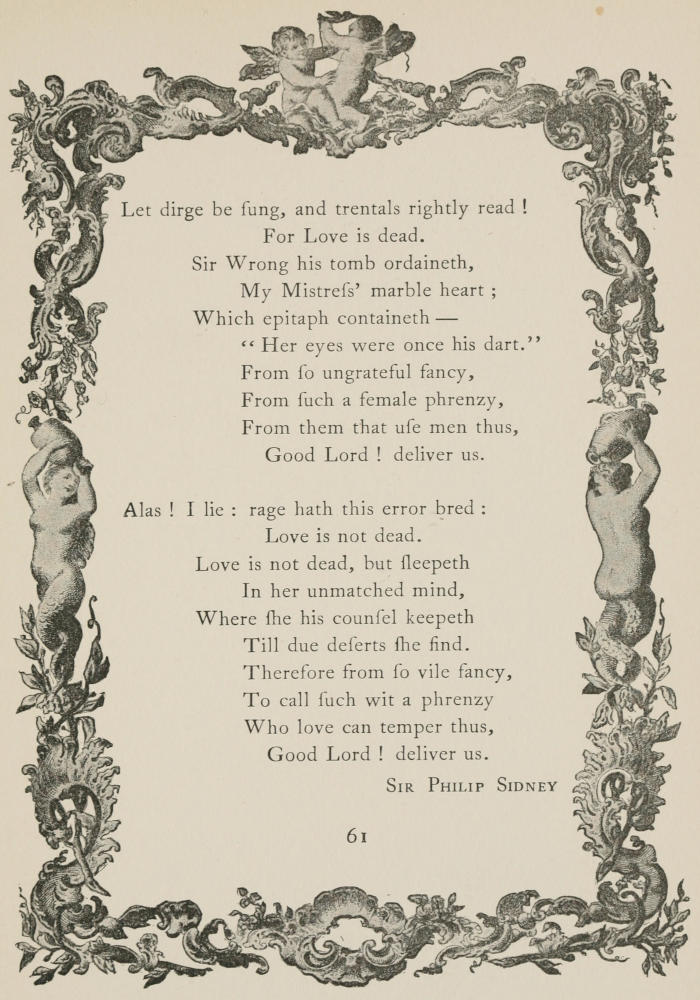 Let dirge be ſung, and trentals rightly read !
For Love is dead.
Sir Wrong his tomb ordaineth,
My Mistreſs’ marble heart ;
Which epitaph containeth —
“ Her eyes were once his dart.”
From ſo ungrateful fancy,
From ſuch a female phrenzy,
From them that uſe men thus,
Good Lord ! deliver us.
Alas ! I lie : rage hath this error bred :
Love is not dead.
Love is not dead, but ſleepeth
In her unmatched mind,
Where ſhe his counſel keepeth
Till due deſerts ſhe find.
Therefore from ſo vile fancy,
To call ſuch wit a phrenzy
Who love can temper thus,
Good Lord ! deliver us.
Sir Philip Sidney
61